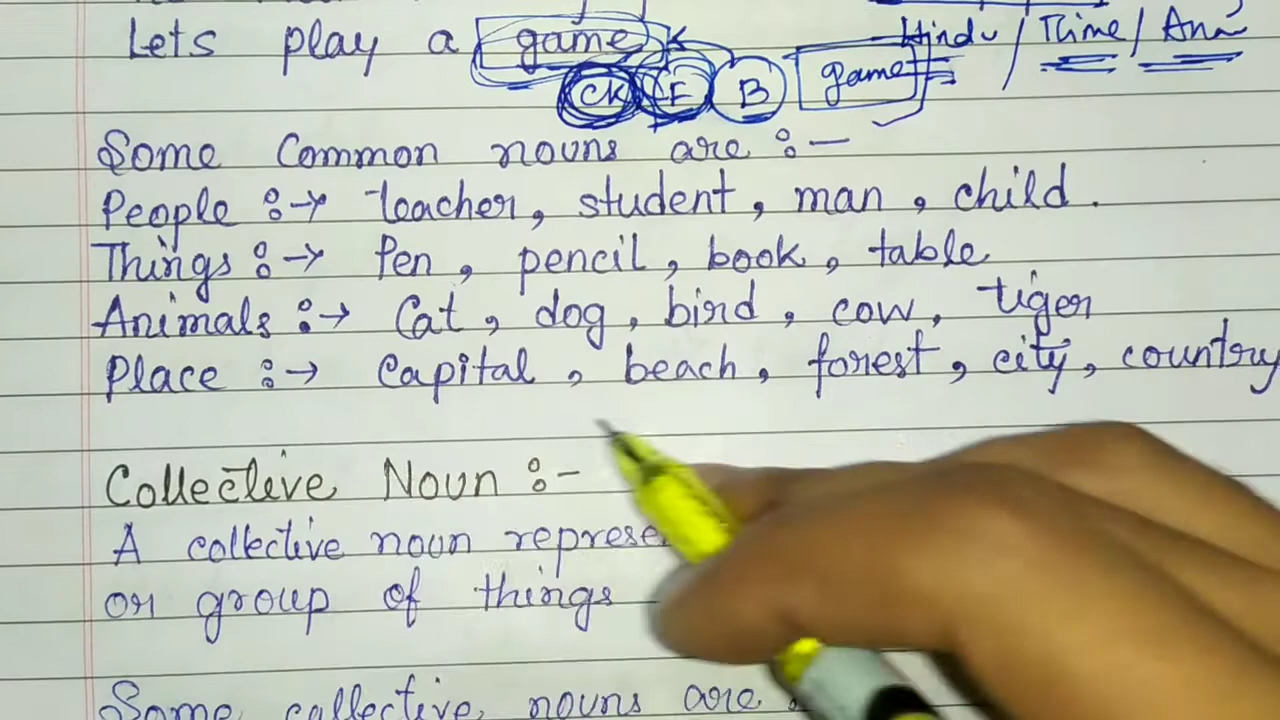 Lets play a game Hindu / Time /
CK F B game
Some Common nouns are :-
People :→ teacher, student, man, child.
Things :→ Pen, pencil, book, table
Animals :→ Cat, dog, bird, cow, tiger
Place :→ Capital, beach, forest, city, country
Collective Noun :-
A collective noun represe
or group of things
Some collective nouns are